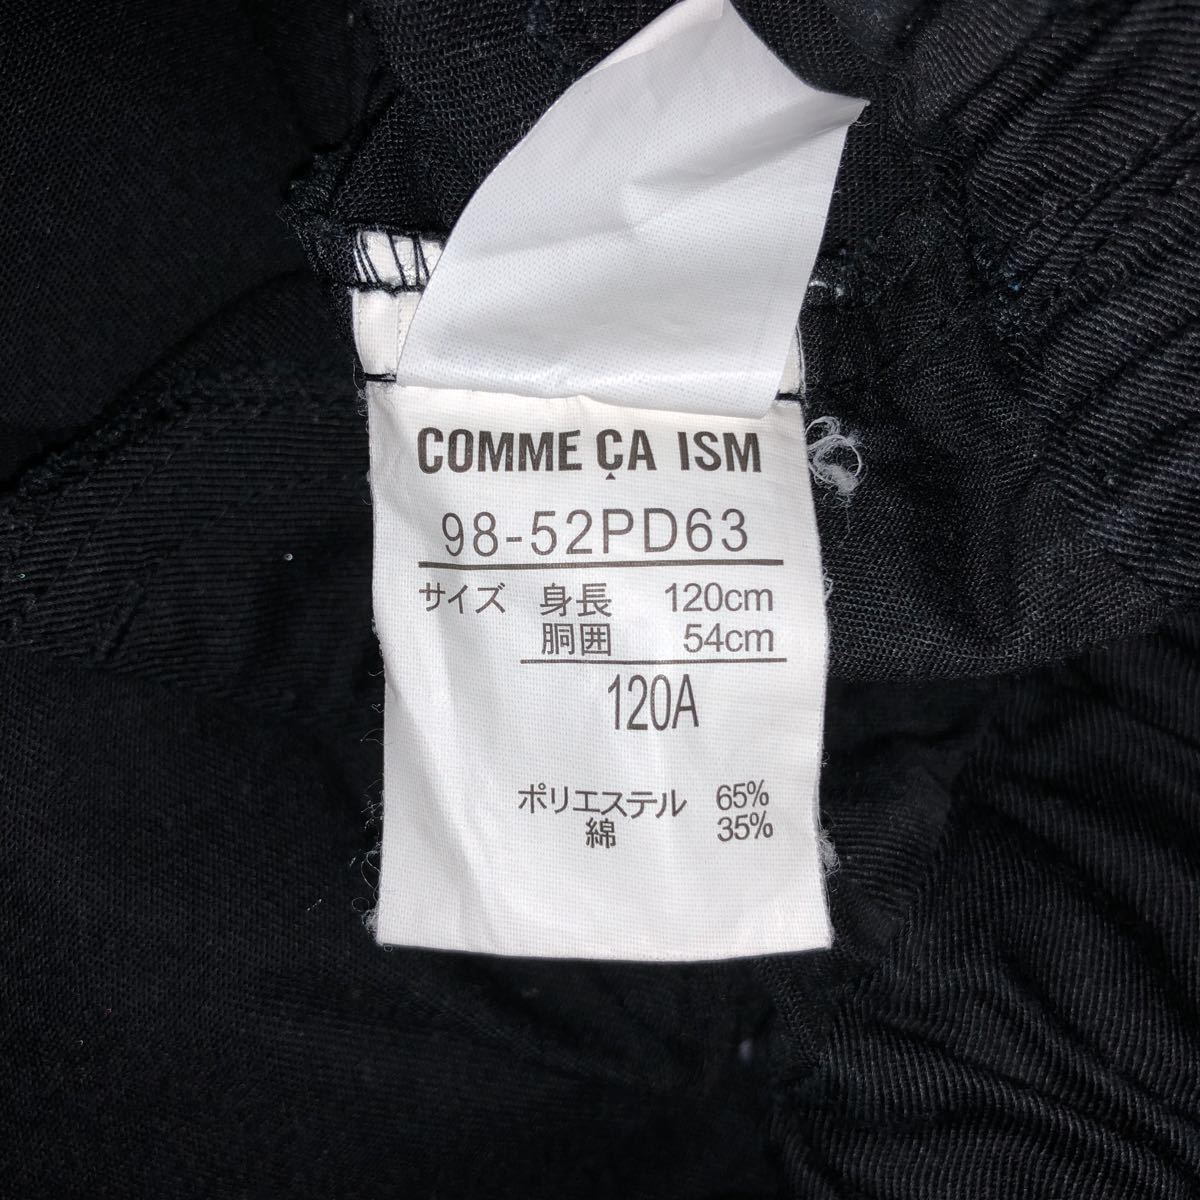 COMME ÇA ISM
98-52PD63
サイズ 身長 120cm
胴囲 54cm
120A
ポリエステル 65%
綿 35%